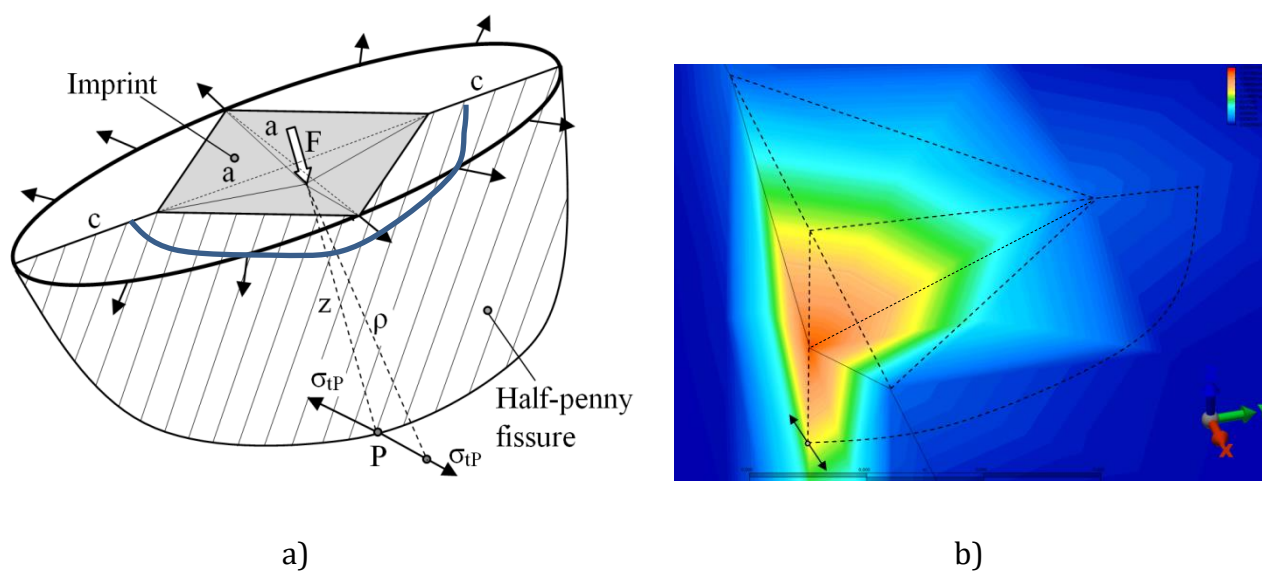 Imprint
a
F
a
c
c
z
ρ
σtP
P
σtP
Half-penny
fissure
X
a)
b)